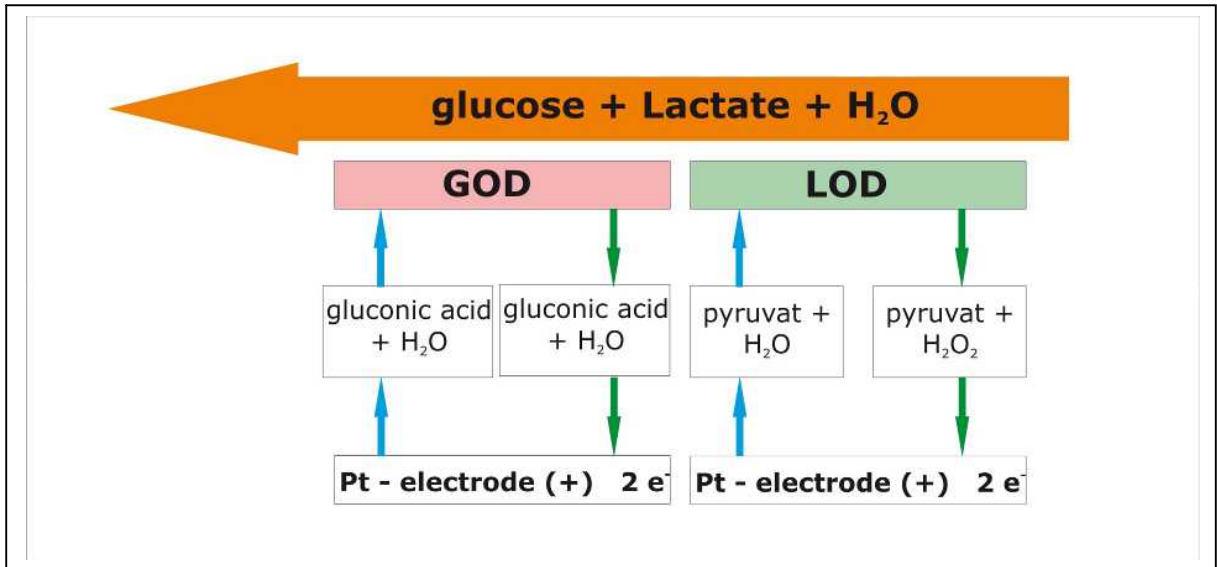 glucose + Lactate + H₂O
GOD
LOD
gluconic acid
+ H₂O
gluconic acid
+ H₂O
pyruvat +
H₂O
pyruvat +
H₂O₂
Pt - electrode (+) 2 e⁻
Pt - electrode (+) 2 e⁻